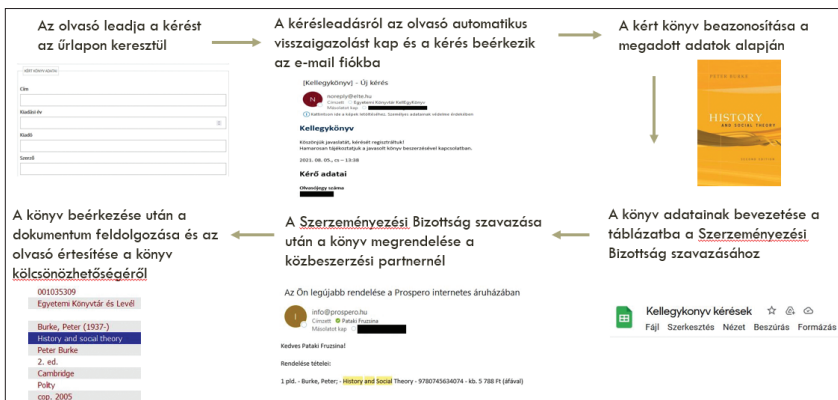 Az olvasó leadja a kérést
az űrlapon keresztül
A kérésleadásról az olvasó automatikus
visszaigazolást kap és a kérés beérkezik
az e-mail fiókba
A kért könyv beazonosítása a
megadott adatok alapján
KÉRT KÖNYV ADATAI
Cím
Kiadási év
Kiadó
Szerző
[Kellegykönyv] – Új kérés
N
noreply@elte.hu
Címzett Egyetemi Könyvtár KellEgyKönyv
Másolatot kap
Kellegykönyv
Köszönjük javaslatát, kérését regisztráltuk!
Hamarosan tájékoztatjuk a javasolt könyv beszerzésével kapcsolatban.
2021. 08. 05., cs – 13:38
Kérő adatai
Olvasójegy száma
PETER BURKE
HISTORY
AND SOCIAL THEORY
SECOND EDITION
A könyv adatainak bevezetése a
táblázatba a Szerzeményezési
Bizottság szavazásához
Kellegykonyv kérések
Fájl Szerkesztés Nézet Beszúrás Formázás
A Szerzeményezési Bizottság szavazása
után a könyv megrendelése a
közbeszerzési partnernél
Az Ön legújabb rendelése a Prospero internetes áruházában
I
info@prospero.hu
Címzett Pataki Fruzsina
Másolatot kap
Kedves Pataki Fruzsina!
Rendelése tételei:
1 pld. - Burke, Peter; - History and Social Theory - 9780745634074 - kb. 5 788 Ft (áfával)
A könyv beérkezése után a
dokumentum feldolgozása és az
olvasó értesítése a könyv
kölcsönözhetőségéről
001035309
Egyetemi Könyvtár és Levél
Burke, Peter (1937-)
History and social theory
Peter Burke
2. ed.
Cambridge
Polity
cop. 2005